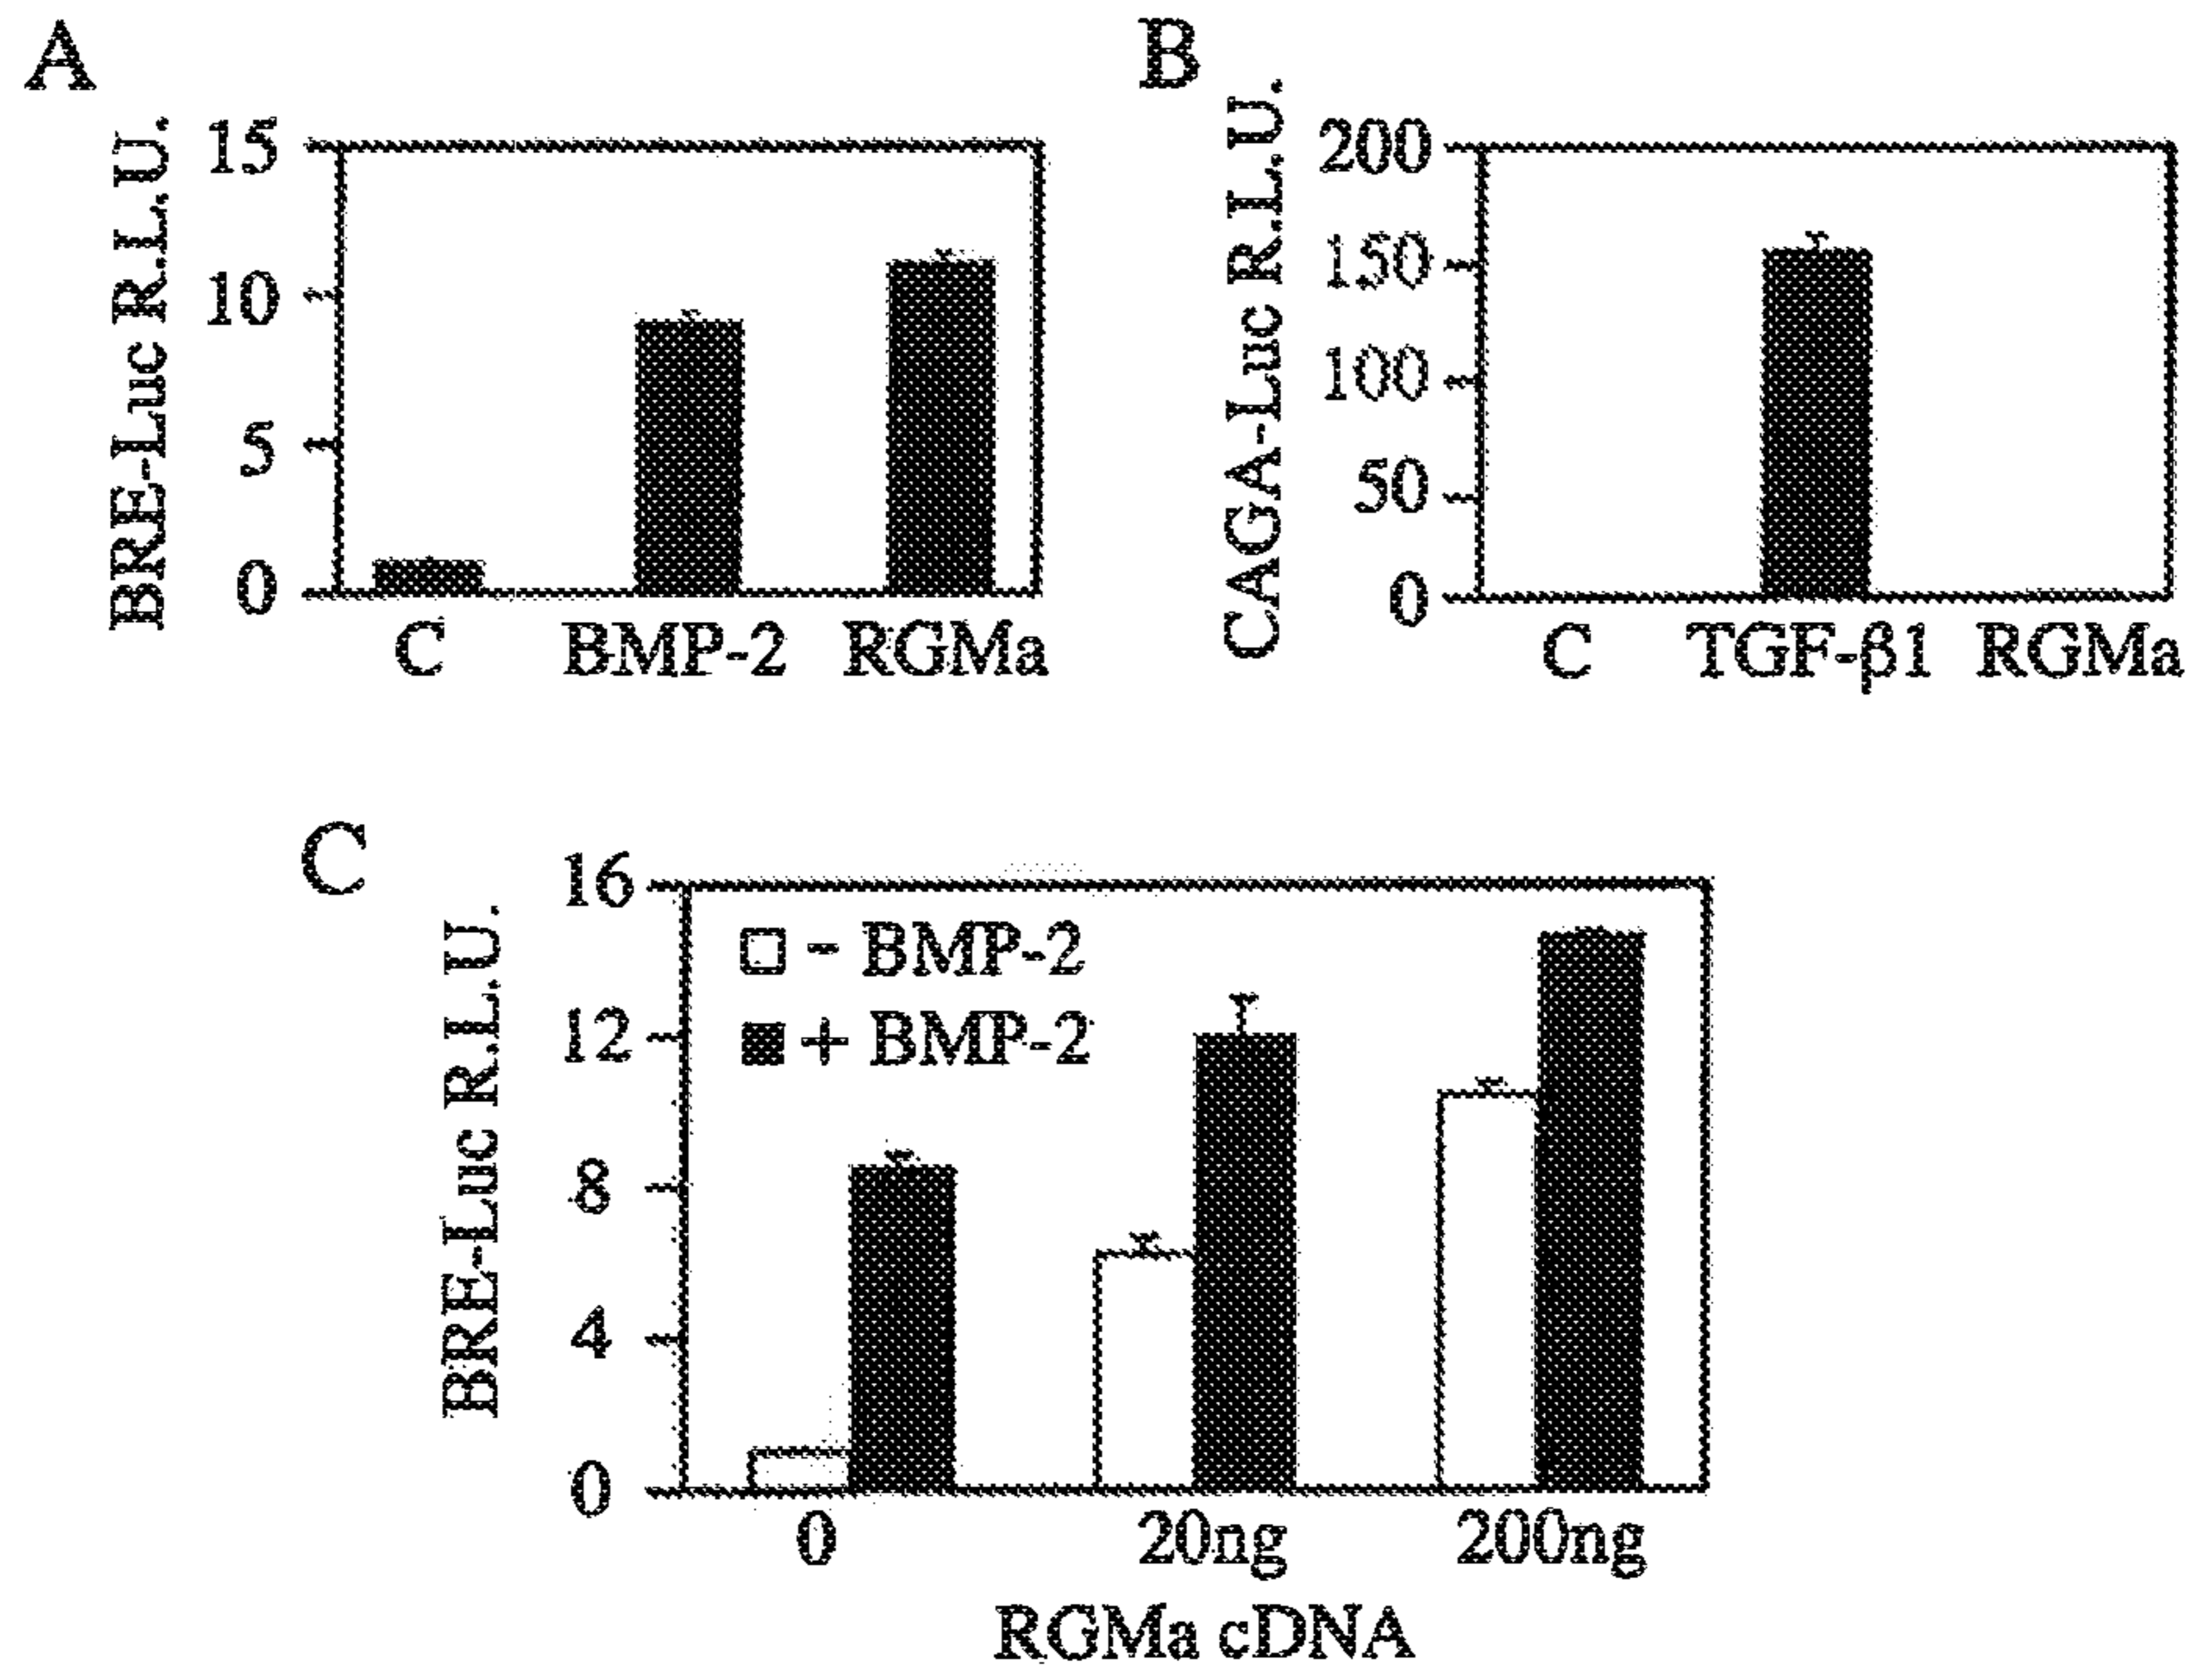 A
BRE-Luc R.L.U.
15
10
5
0
C BMP-2 RGMa
B
CAGA-Luc R.L.U.
200
150
100
50
0
C TGF-β1 RGMa
C
BRE-Luc R.L.U.
16
12
8
4
0
- BMP-2
+ BMP-2
0 20ng 200ng
RGMa cDNA